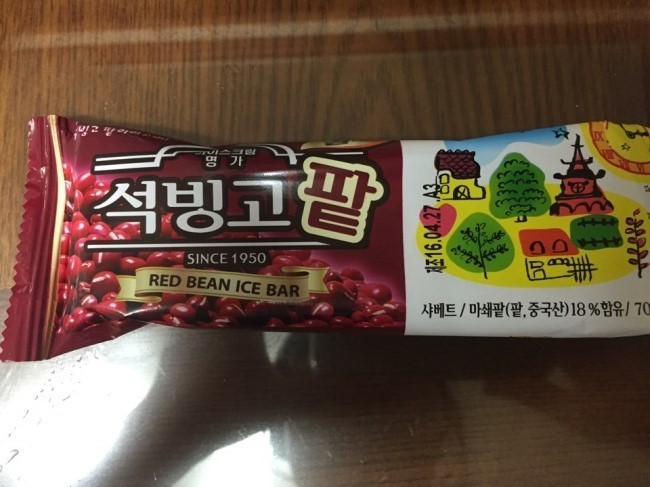 아이스크림
명가
석빙고 팥
SINCE 1950
RED BEAN ICE BAR
제조16.04.27 A3
샤베트 / 마쇄팥(팥, 중국산)18%함유/ 70